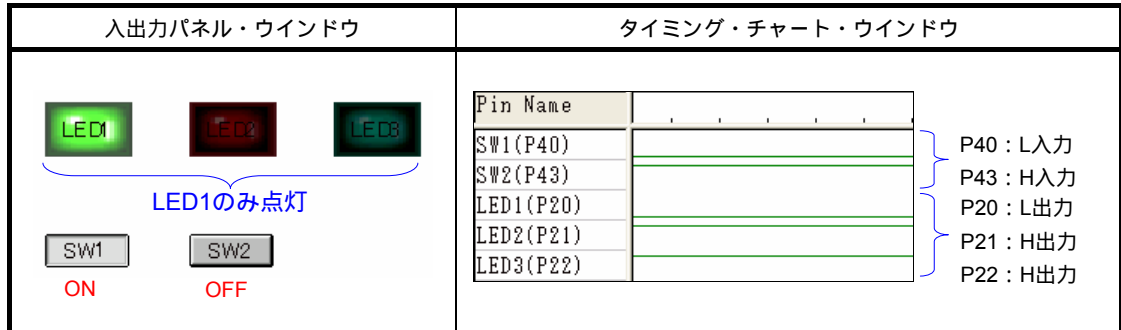 入出力パネル・ウインドウ
タイミング・チャート・ウインドウ
LED1
LED2
LED3
LED1のみ点灯
SW1
SW2
ON
OFF
Pin Name
SW1(P40)
SW2(P43)
LED1(P20)
LED2(P21)
LED3(P22)
P40：L入力
P43：H入力
P20：L出力
P21：H出力
P22：H出力